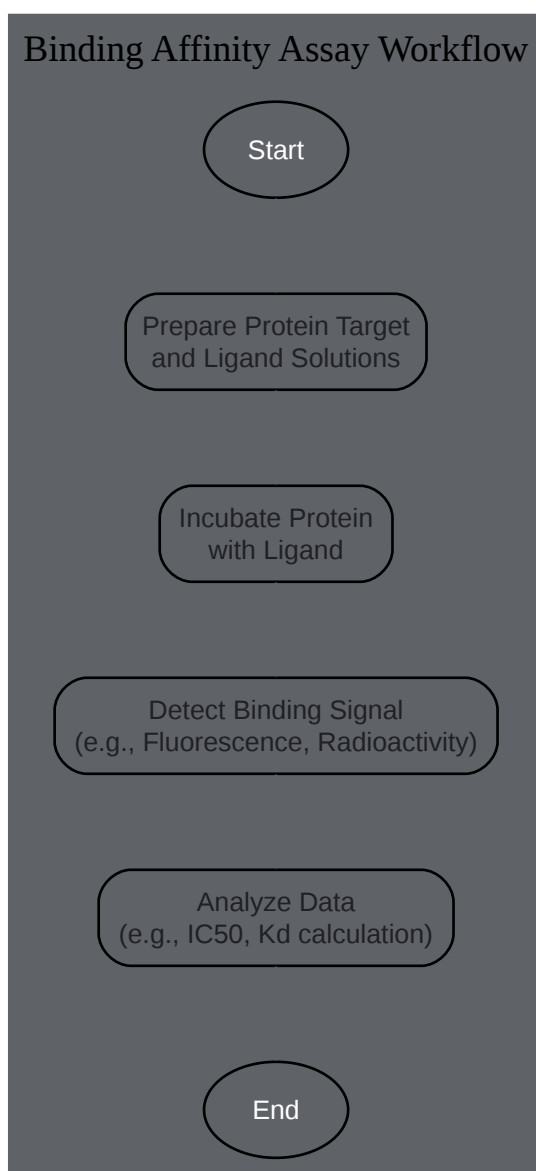 Binding Affinity Assay Workflow
Start
Prepare Protein Target
and Ligand Solutions
Incubate Protein
with Ligand
Detect Binding Signal
(e.g., Fluorescence, Radioactivity)
Analyze Data
(e.g., IC50, Kd calculation)
End